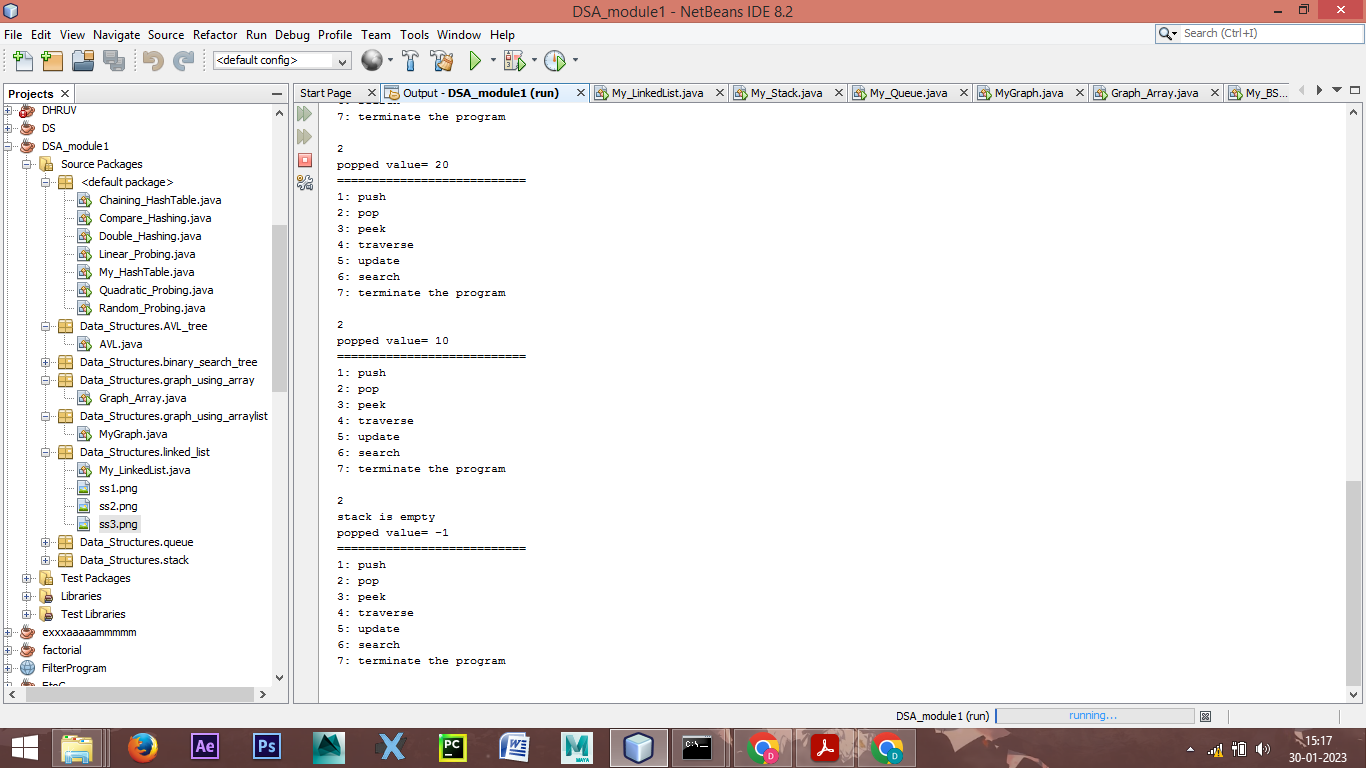 DSA_module1 - NetBeans IDE 8.2
File Edit View Navigate Source Refactor Run Debug Profile Team Tools Window Help
Search (Ctrl+I)
<default config>
Projects
Start Page
Output - DSA_module1 (run)
My_LinkedList.java
My_Stack.java
My_Queue.java
MyGraph.java
Graph_Array.java
My_BS...
DHRUV
DS
DSA_module1
Source Packages
<default package>
Chaining_HashTable.java
Compare_Hashing.java
Double_Hashing.java
Linear_Probing.java
My_HashTable.java
Quadratic_Probing.java
Random_Probing.java
Data_Structures.AVL_tree
AVL.java
Data_Structures.binary_search_tree
Data_Structures.graph_using_array
Graph_Array.java
Data_Structures.graph_using_arraylist
MyGraph.java
Data_Structures.linked_list
My_LinkedList.java
ss1.png
ss2.png
ss3.png
Data_Structures.queue
Data_Structures.stack
Test Packages
Libraries
Test Libraries
exxxaaaaammmmm
factorial
FilterProgram
7: terminate the program
2
popped value= 20
===========================
1: push
2: pop
3: peek
4: traverse
5: update
6: search
7: terminate the program
2
popped value= 10
===========================
1: push
2: pop
3: peek
4: traverse
5: update
6: search
7: terminate the program
2
stack is empty
popped value= -1
===========================
1: push
2: pop
3: peek
4: traverse
5: update
6: search
7: terminate the program
DSA_module1 (run)
running...
Ae
Ps
PC
W
M
MAYA
C:\
D
D
15:17
30-01-2023